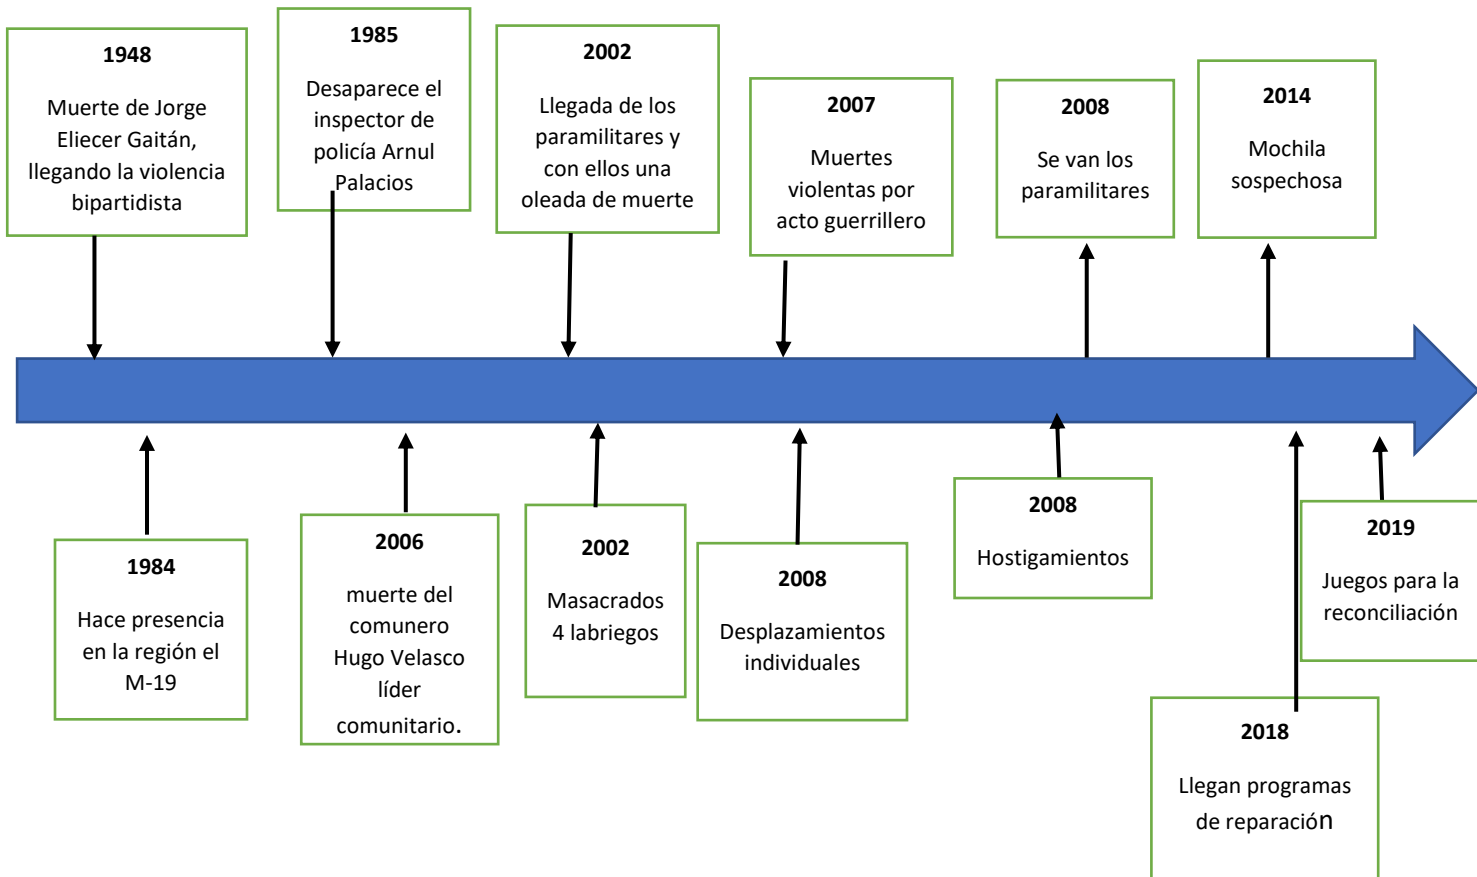 1948
Muerte de Jorge
Eliecer Gaitán,
llegando la violencia
bipartidista
1985
Desaparece el
inspector de
policía Arnul
Palacios
2002
Llegada de los
paramilitares y
con ellos una
oleada de muerte
2007
Muertes
violentas por
acto guerrillero
2008
Se van los
paramilitares
2014
Mochila
sospechosa
1984
Hace presencia
en la región el
M-19
2006
muerte del
comunero
Hugo Velasco
líder
comunitario.
2002
Masacrados
4 labriegos
2008
Desplazamientos
individuales
2008
Hostigamientos
2018
Llegan programas
de reparación
2019
Juegos para la
reconciliación